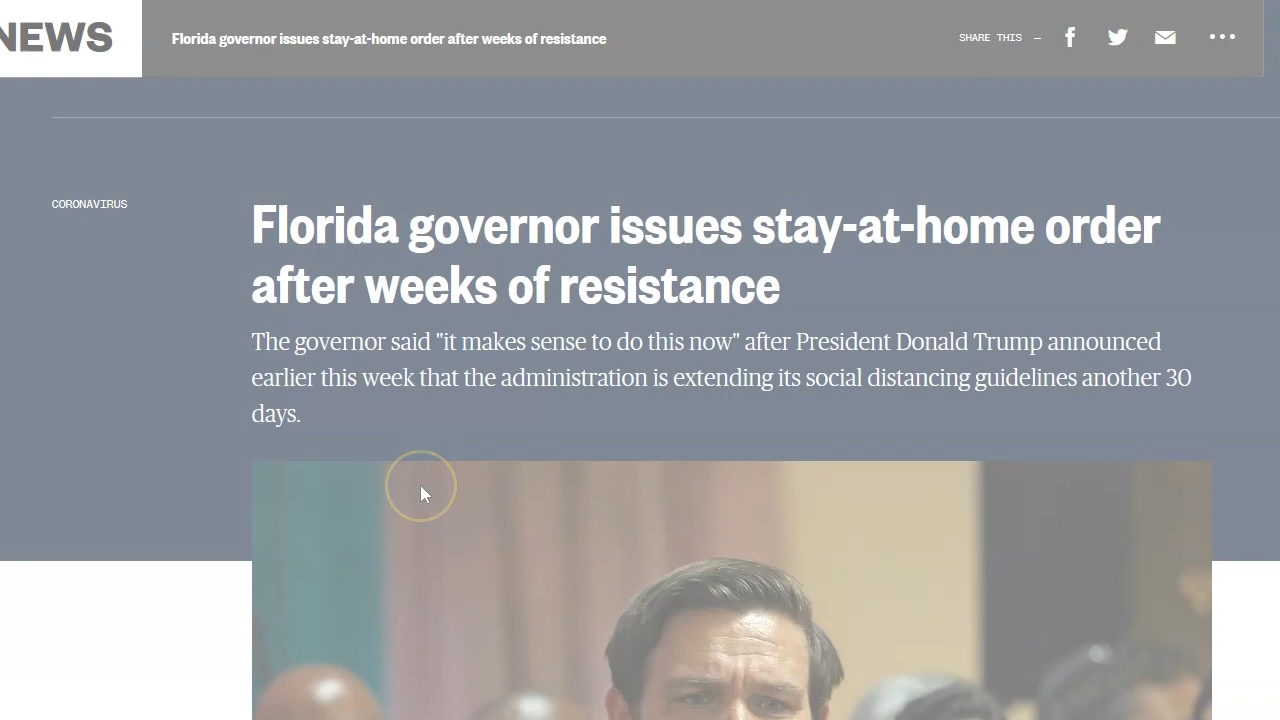 NEWS
Florida governor issues stay-at-home order after weeks of resistance
SHARE THIS —
CORONAVIRUS
Florida governor issues stay-at-home order
after weeks of resistance
The governor said "it makes sense to do this now" after President Donald Trump announced
earlier this week that the administration is extending its social distancing guidelines another 30
days.